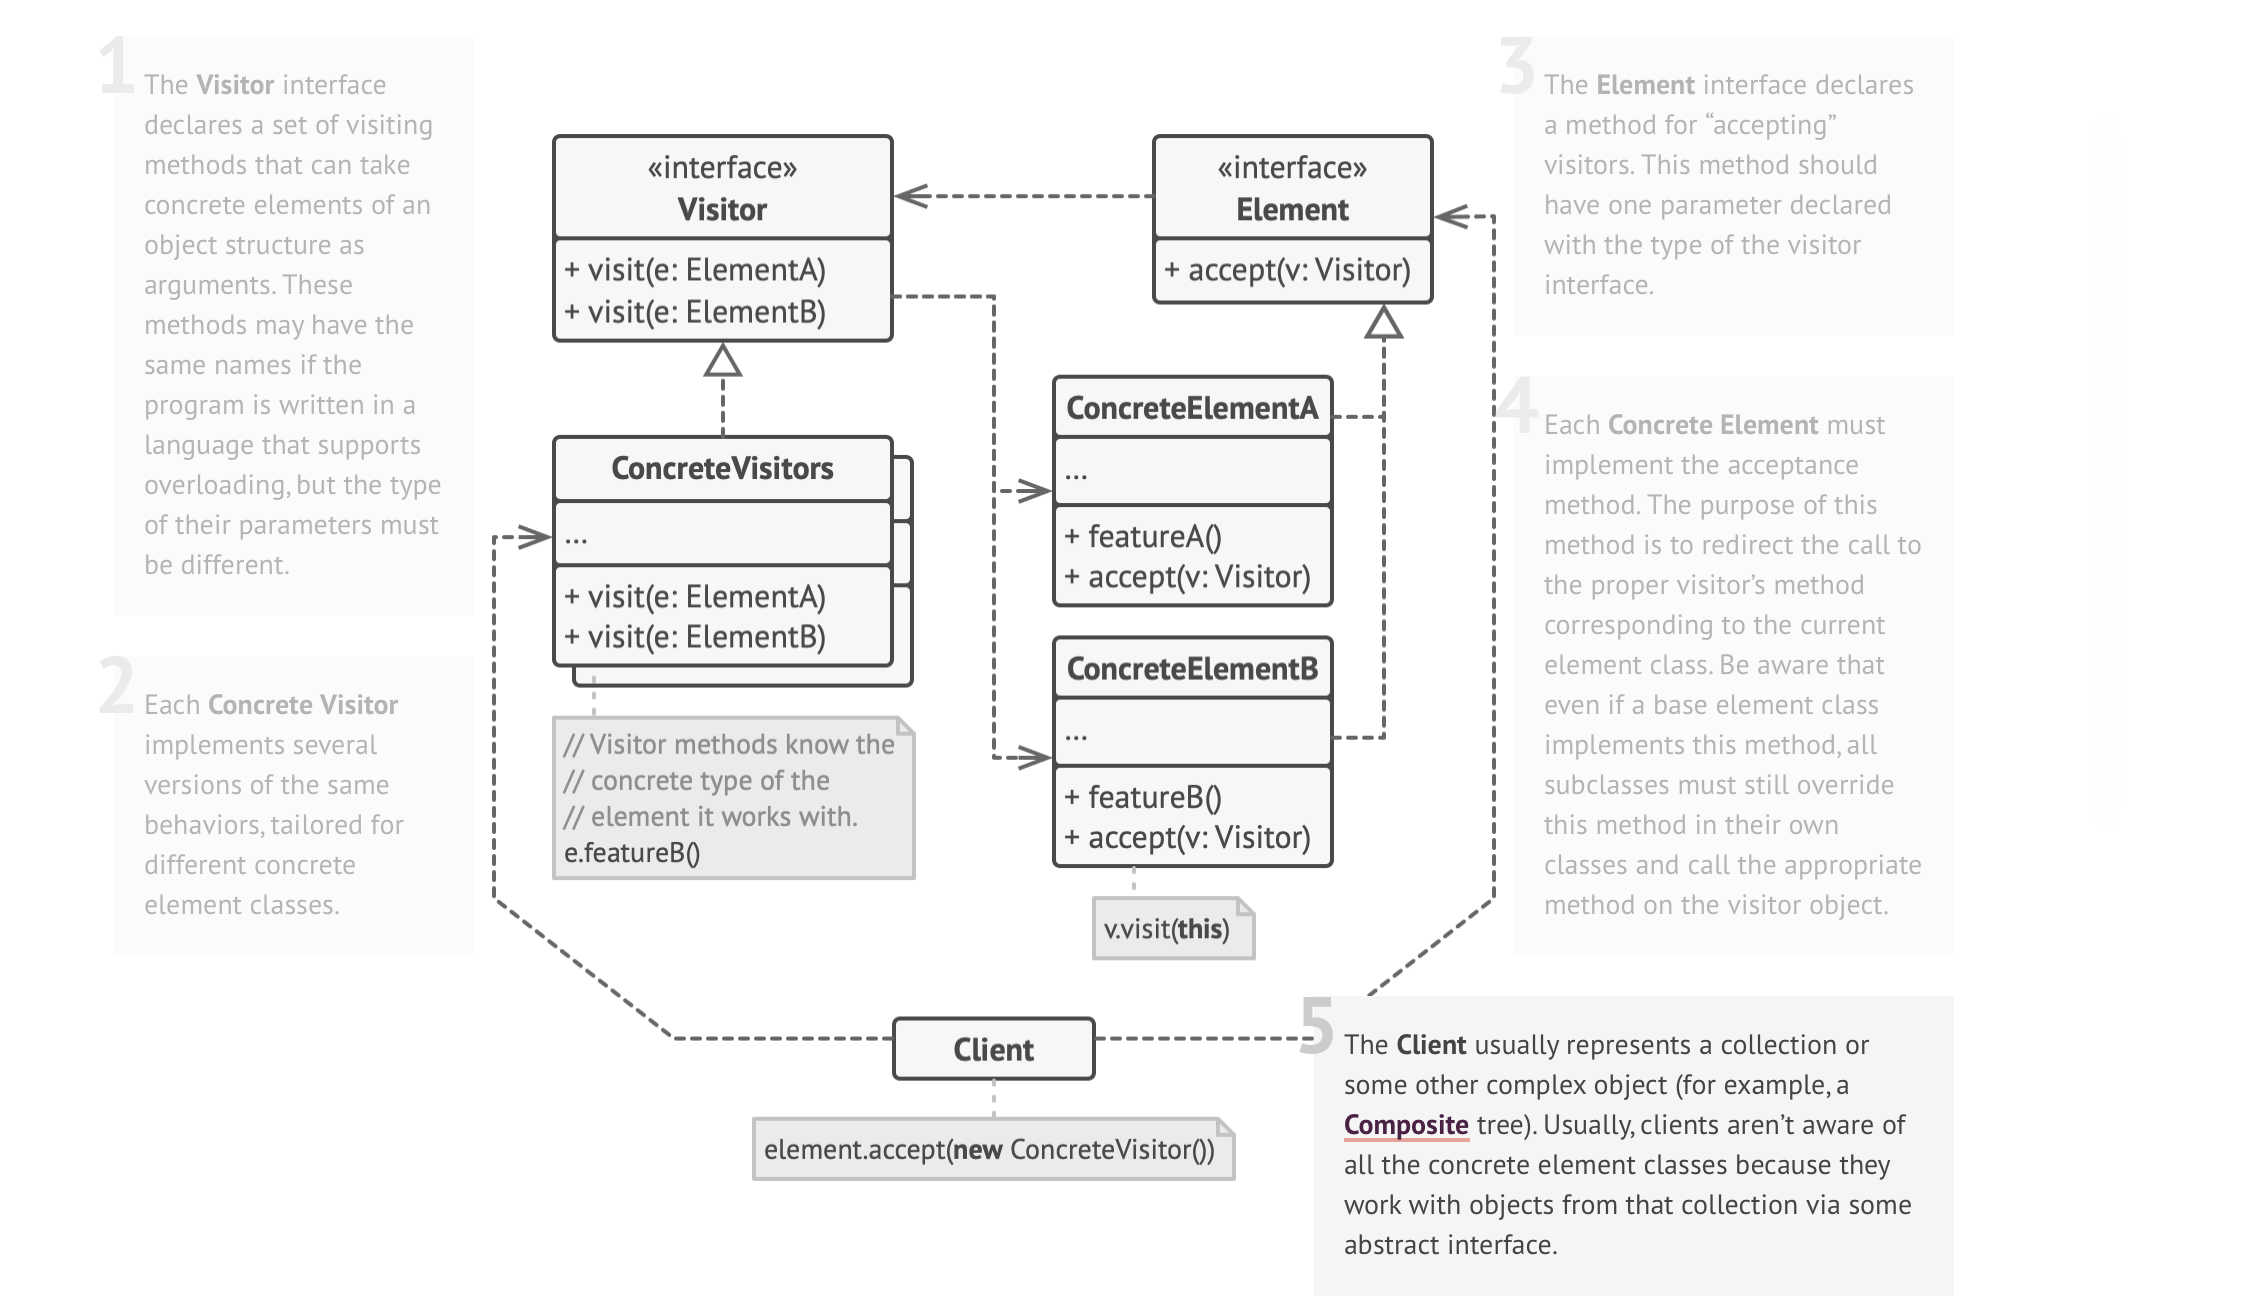 1
The Visitor interface
declares a set of visiting
methods that can take
concrete elements of an
object structure as
arguments. These
methods may have the
same names if the
program is written in a
language that supports
overloading, but the type
of their parameters must
be different.
2
Each Concrete Visitor
implements several
versions of the same
behaviors, tailored for
different concrete
element classes.
«interface»
Visitor
+ visit(e: ElementA)
+ visit(e: ElementB)
ConcreteVisitors
...
+ visit(e: ElementA)
+ visit(e: ElementB)
// Visitor methods know the
// concrete type of the
// element it works with.
e.featureB()
«interface»
Element
+ accept(v: Visitor)
ConcreteElementA
...
+ featureA()
+ accept(v: Visitor)
ConcreteElementB
...
+ featureB()
+ accept(v: Visitor)
v.visit(this)
Client
element.accept(new ConcreteVisitor())
3
The Element interface declares
a method for “accepting”
visitors. This method should
have one parameter declared
with the type of the visitor
interface.
4
Each Concrete Element must
implement the acceptance
method. The purpose of this
method is to redirect the call to
the proper visitor’s method
corresponding to the current
element class. Be aware that
even if a base element class
implements this method, all
subclasses must still override
this method in their own
classes and call the appropriate
method on the visitor object.
5
The Client usually represents a collection or
some other complex object (for example, a
Composite tree). Usually, clients aren’t aware of
all the concrete element classes because they
work with objects from that collection via some
abstract interface.